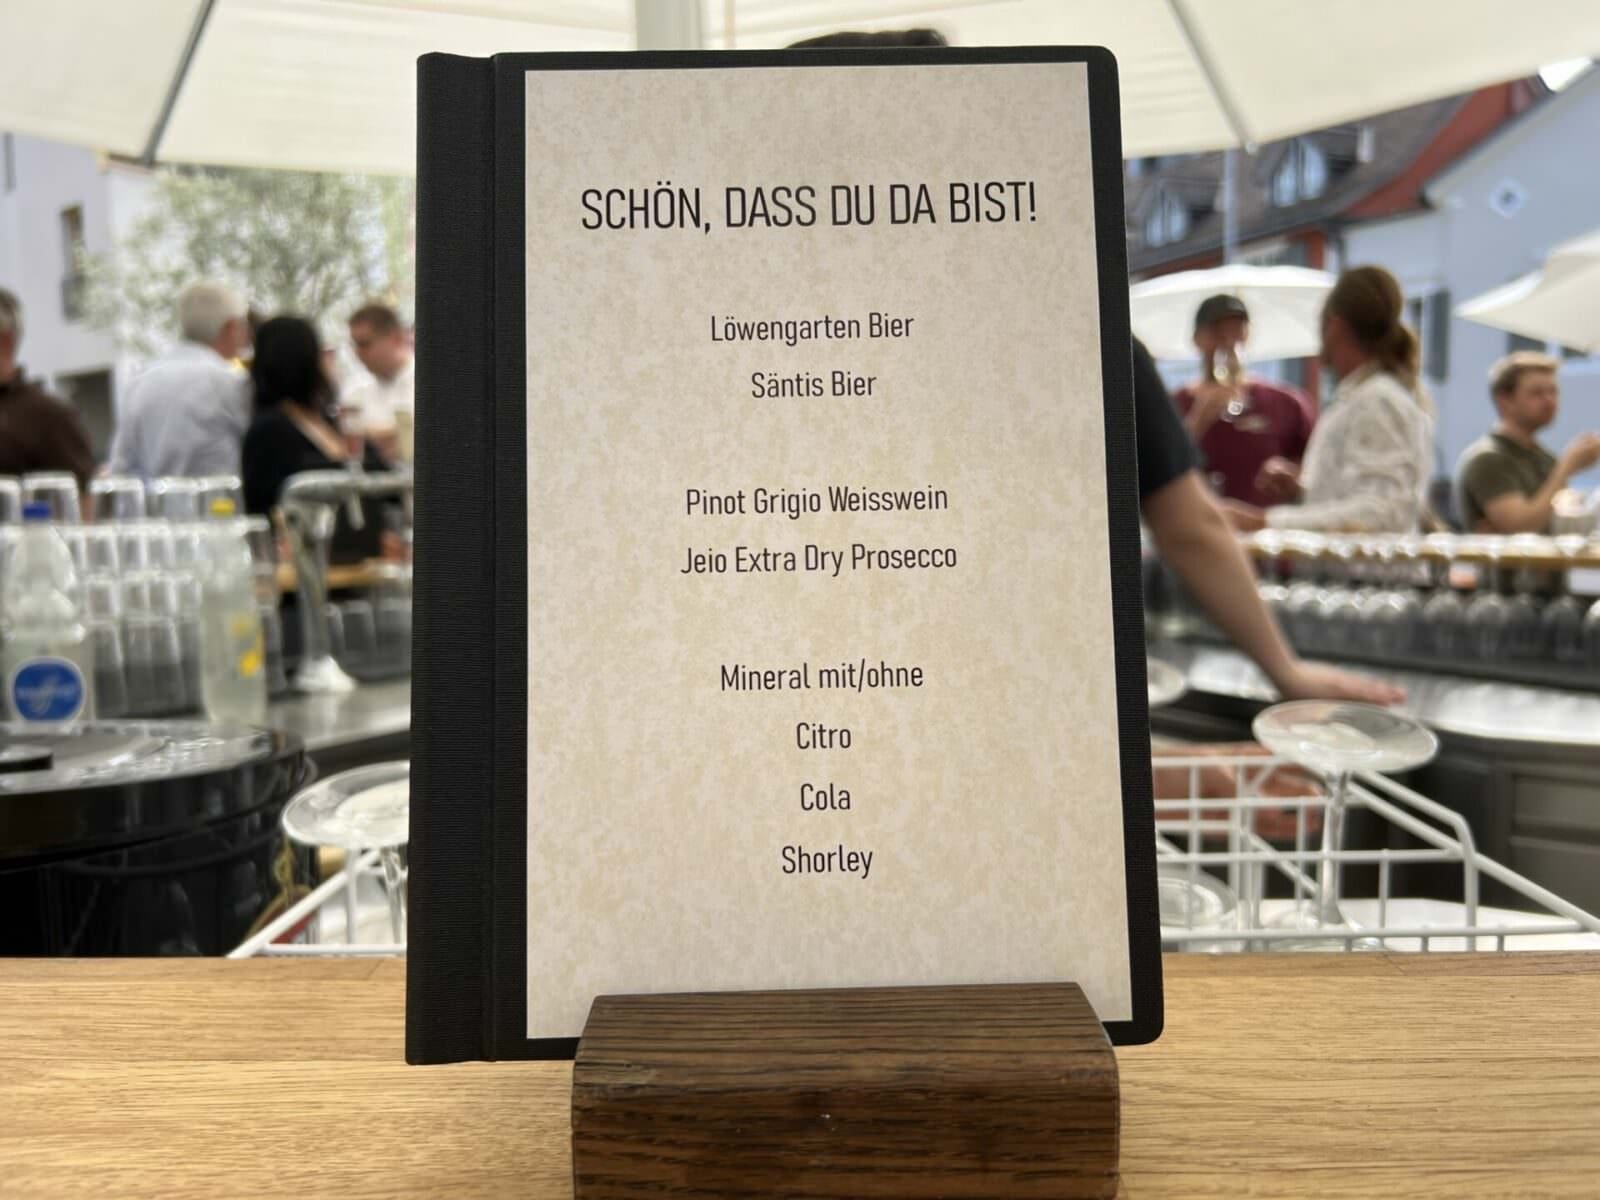 SCHÖN, DASS DU DA BIST!
Löwengarten Bier
Säntis Bier
Pinot Grigio Weisswein
Jeio Extra Dry Prosecco
Mineral mit/ohne
Citro
Cola
Shorley